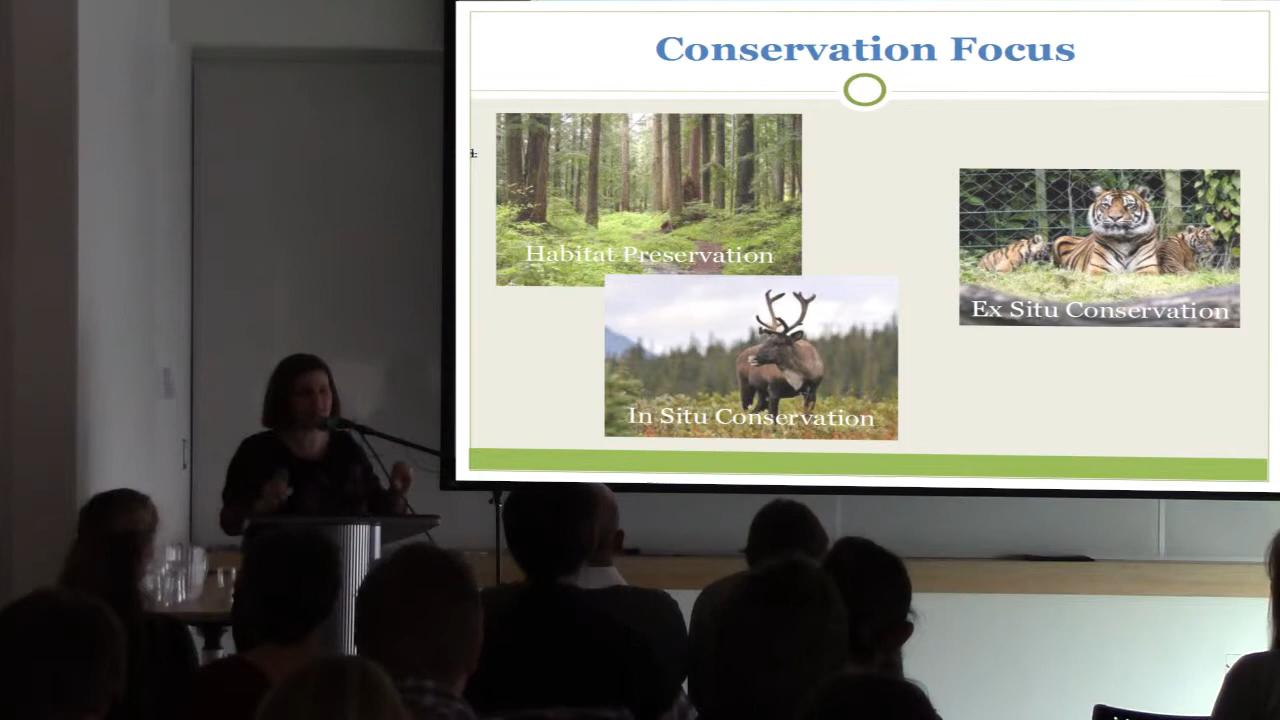 Conservation Focus
Habitat Preservation
Ex Situ Conservation
In Situ Conservation